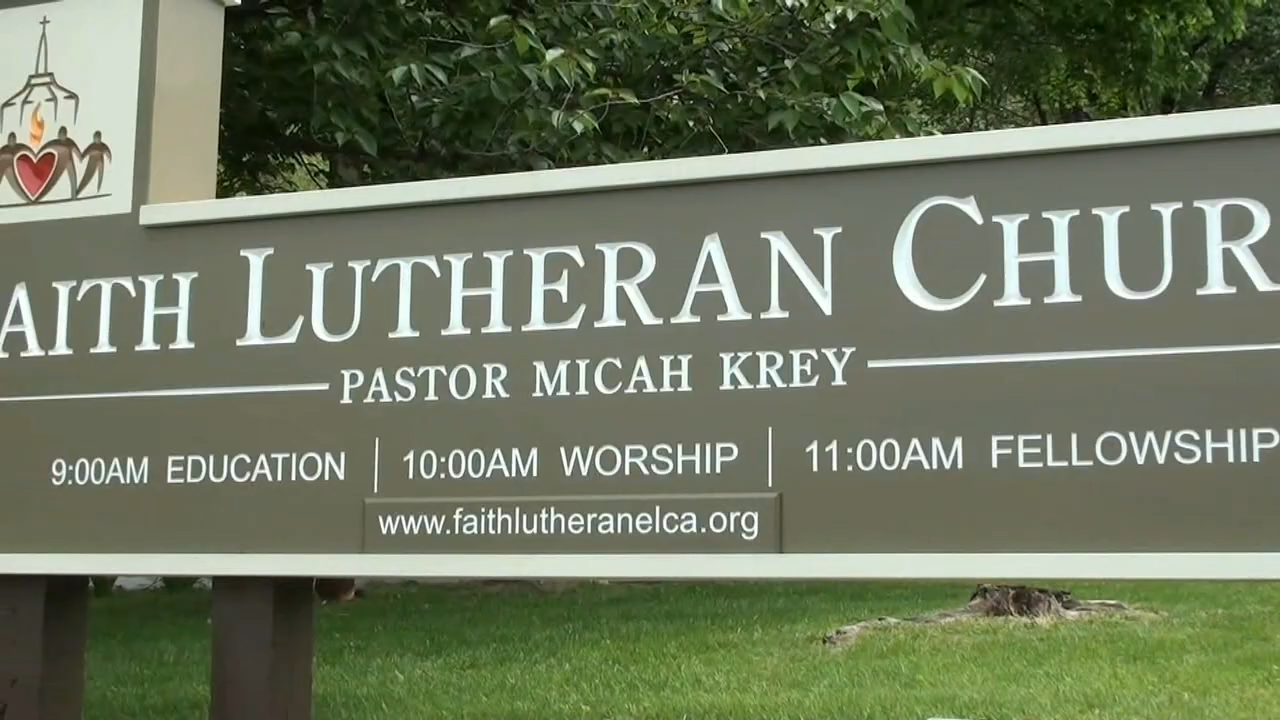 AITH LUTHERAN CHUR
PASTOR MICAH KREY
9:00AM EDUCATION 10:00AM WORSHIP 11:00AM FELLOWSHIP
www.faithlutheranelca.org